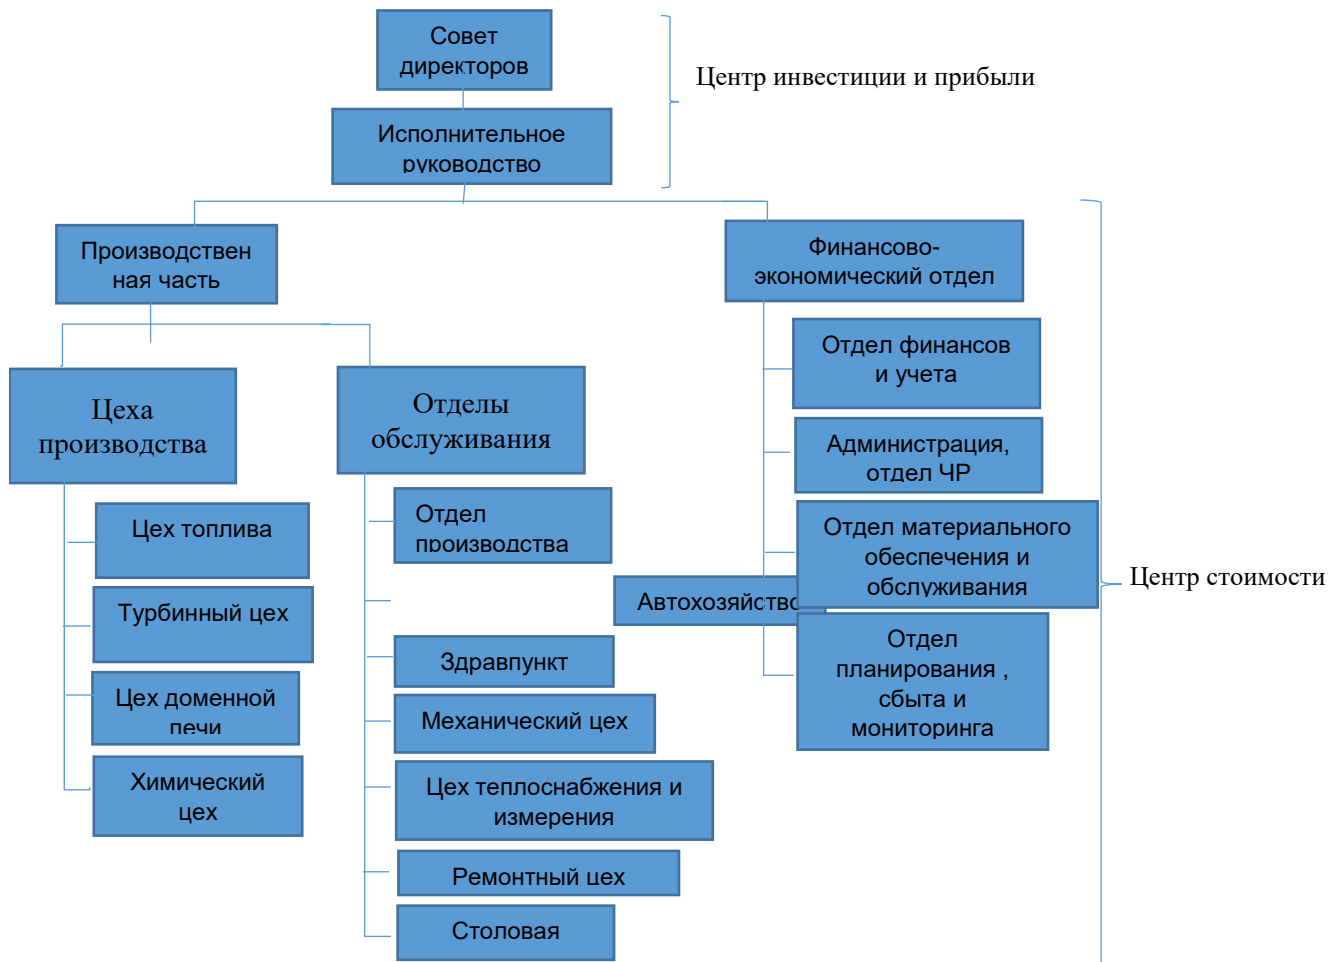 Совет
директоров
Центр инвестиции и прибыли
Исполнительное
руководство
Производствен
ная часть
Финансово-
экономический отдел
Цеха
производства
Отделы
обслуживания
Отдел финансов
и учета
Администрация,
отдел ЧР
Отдел материального
обеспечения и
обслуживания
Отдел
планирования ,
сбыта и
мониторинга
Центр стоимости
Цех топлива
Турбинный цех
Цех доменной
печи
Химический
цех
Отдел
производства
Автохозяйство
Здравпункт
Механический цех
Цех теплоснабжения и
измерения
Ремонтный цех
Столовая